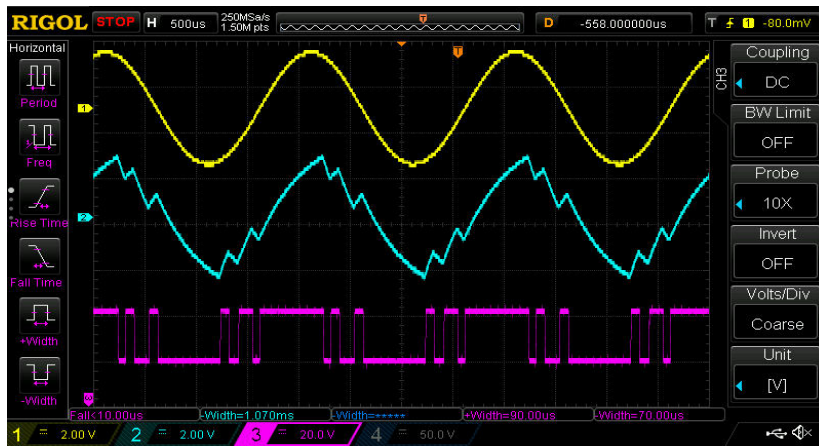 RIGOL STOP H 500us 250MSa/s 1.50M pts T D -558.000000us T 1 -80.0mV
Horizontal
Period
Freq
Rise Time
Fall Time
+Width
-Width
1
2
T
3
CH3
Coupling
DC
BW Limit
OFF
Probe
10X
Invert
OFF
Volts/Div
Coarse
Unit
[V]
Fall<10.00us -Width=1.070ms -Width=***** +Width=90.00us -Width=70.00us
1 = 2.00 V 2 = 2.00 V 3 = 20.0 V 4 = 50.0 V